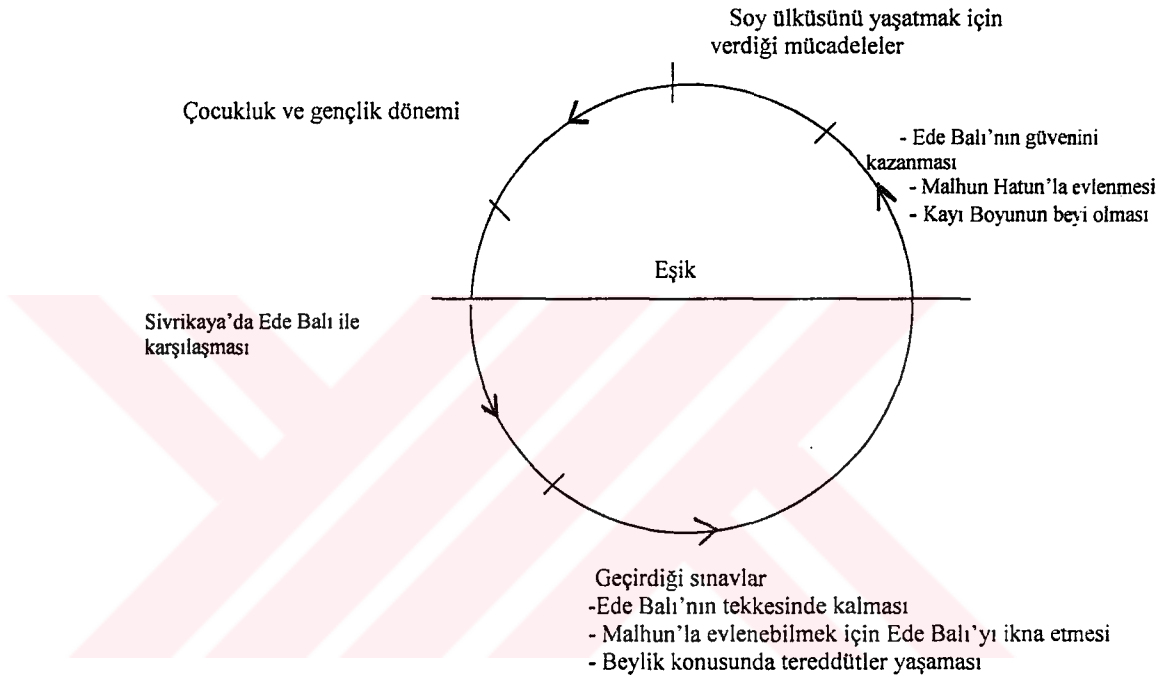 Soy ülküsünü yaşatmak için
verdiği mücadeleler
Çocukluk ve gençlik dönemi
- Ede Balı’nın güvenini
kazanması
- Malhun Hatun’la evlenmesi
- Kayı Boyunun beyi olması
Eşik
Sivrikaya’da Ede Balı ile
karşılaşması
Geçirdiği sınavlar
-Ede Balı’nın tekkesinde kalması
- Malhun’la evlenebilmek için Ede Balı’yı ikna etmesi
- Beylik konusunda tereddütler yaşaması